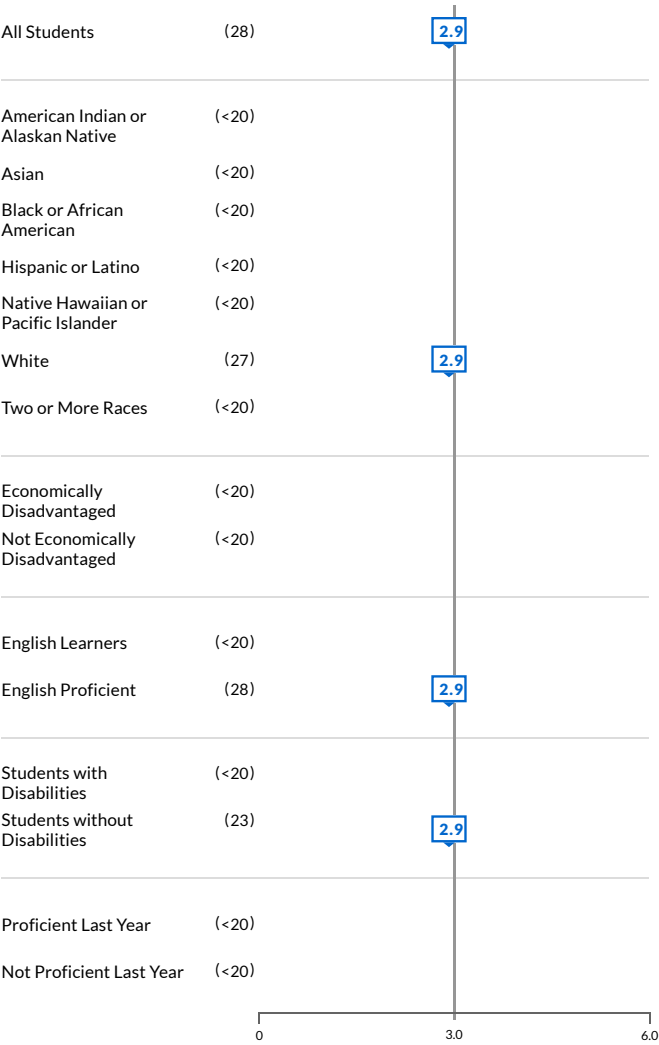 All Students (28) 2.9
American Indian or (<20)
Alaskan Native
Asian (<20)
Black or African (<20)
American
Hispanic or Latino (<20)
Native Hawaiian or (<20)
Pacific Islander
White (27) 2.9
Two or More Races (<20)
Economically (<20)
Disadvantaged
Not Economically (<20)
Disadvantaged
English Learners (<20)
English Proficient (28) 2.9
Students with (<20)
Disabilities
Students without (23) 2.9
Disabilities
Proficient Last Year (<20)
Not Proficient Last Year (<20)
0 3.0 6.0